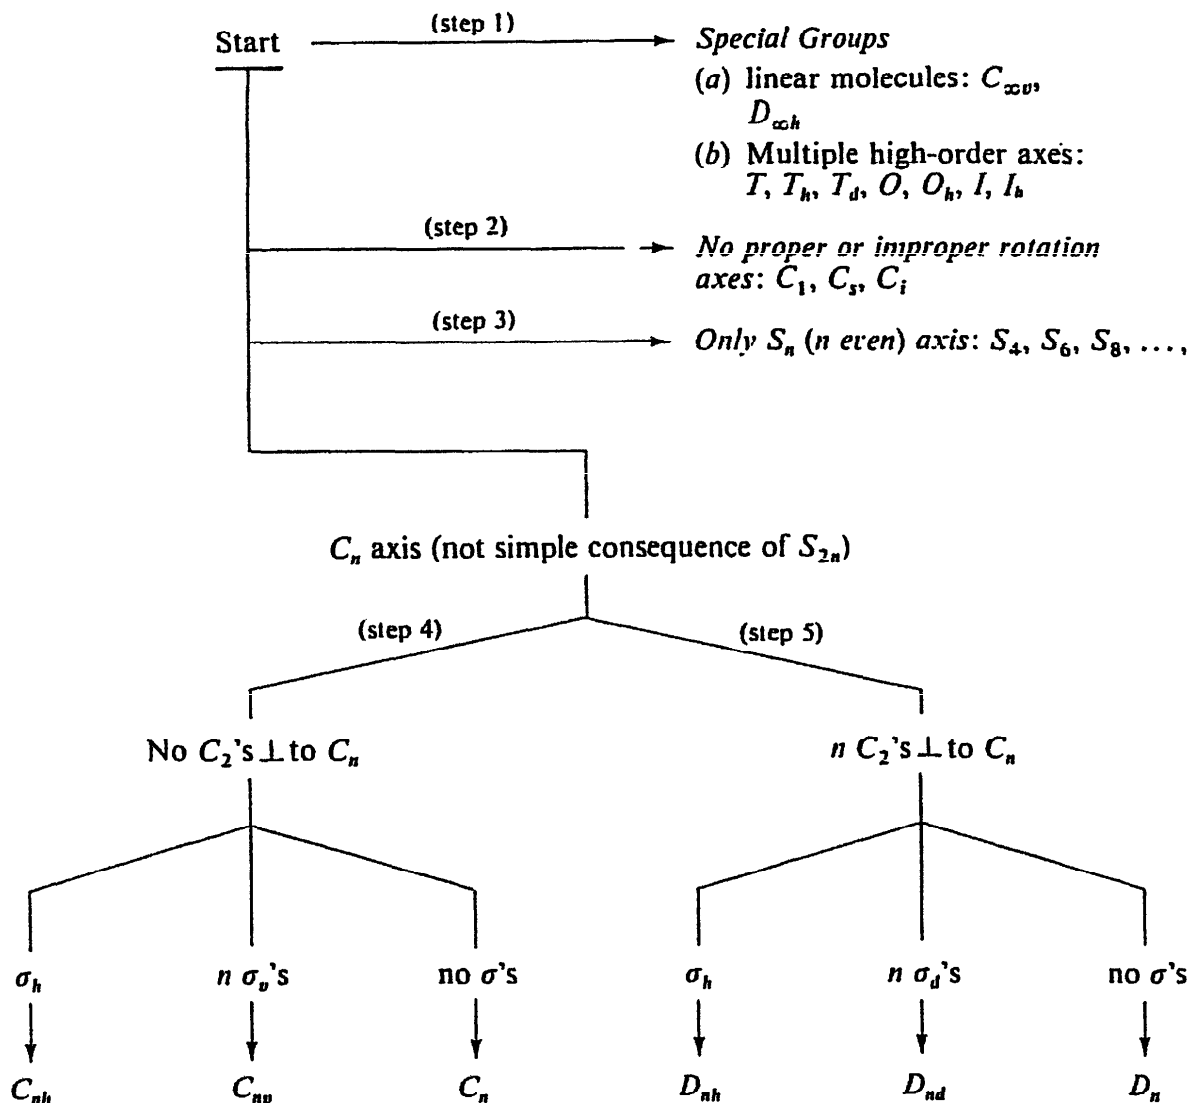 (step 1)
Start
Special Groups
(a) linear molecules: C∞v,
D∞h
(b) Multiple high-order axes:
T, Th, Td, O, Oh, I, Ih
(step 2)
No proper or improper rotation
axes: C1, Cs, Ci
(step 3)
Only Sn (n even) axis: S4, S6, S8, ...,
Cn axis (not simple consequence of S2n)
(step 4)
(step 5)
No C2's ⊥ to Cn
n C2's ⊥ to Cn
σh
n σv's
no σ's
σh
n σd's
no σ's
Cnh
Cnv
Cn
Dnh
Dnd
Dn